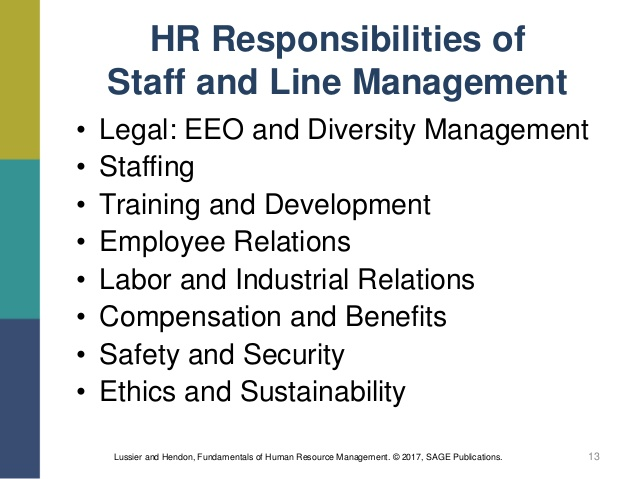 HR Responsibilities of
Staff and Line Management
• Legal: EEO and Diversity Management
• Staffing
• Training and Development
• Employee Relations
• Labor and Industrial Relations
• Compensation and Benefits
• Safety and Security
• Ethics and Sustainability
Lussier and Hendon, Fundamentals of Human Resource Management. © 2017, SAGE Publications. 13